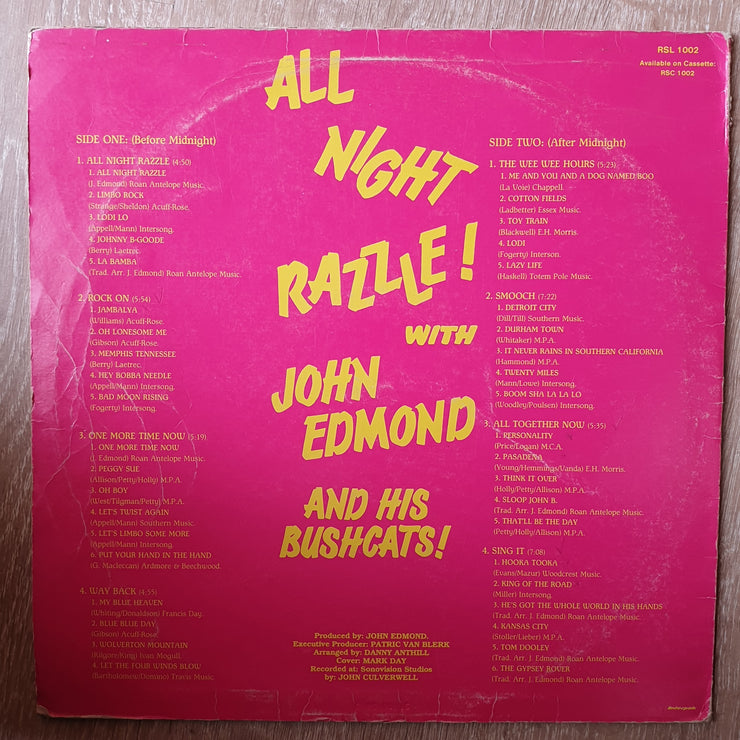 RSL 1002
Available on Cassette:
RSC 1002
ALL
NIGHT
RAZZLE!
WITH
JOHN
EDMOND
AND HIS
BUSHCATS!
SIDE ONE: (Before Midnight)
1. ALL NIGHT RAZZLE (4:50)
1. ALL NIGHT RAZZLE
(J. Edmond) Roan Antelope Music.
2. LIMBO ROCK
(Strange/Sheldon) Acuff-Rose.
3. LODI LO
(Appell/Mann) Intersong.
4. JOHNNY B-GOODE
(Berry) Laetrec.
5. LA BAMBA
(Trad. Arr. J. Edmond) Roan Antelope Music.
2. ROCK ON (5:54)
1. JAMBALYA
(Williams) Acuff-Rose.
2. OH LONESOME ME
(Gibson) Acuff-Rose.
3. MEMPHIS TENNESSEE
(Berry) Laetrec
4. HEY BOBBA NEEDLE
(Appell/Mann) Intersong.
5. BAD MOON RISING
(Fogerty) Intersong.
3. ONE MORE TIME NOW (5:19)
1. ONE MORE TIME NOW
(J. Edmond) Roan Antelope Music.
2. PEGGY SUE
(Allison/Petty/Holly) M.P.A.
3. OH BOY
(West/Tilgman/Petty) M.P.A.
4. LET'S TWIST AGAIN
(Appell/Mann) Southern Music.
5. LET'S LIMBO SOME MORE
(Appell/Mann) Intersong.
6. PUT YOUR HAND IN THE HAND
(G. Macleccan) Ardmore & Beechwood.
4. WAY BACK (4:55)
1. MY BLUE HEAVEN
(Whiting/Donaldson) Francis Day.
2. BLUE BLUE DAY
(Gibson) Acuff-Rose.
3. WOLVERTON MOUNTAIN
(Kilgore/King) Ivan Mogull.
4. LET THE FOUR WINDS BLOW
(Bartholomew/Domino) Travis Music.
SIDE TWO: (After Midnight)
1. THE WEE WEE HOURS (5:23)
1. ME AND YOU AND A DOG NAMED BOO
(La Voie) Chappell.
2. COTTON FIELDS
(Ladbetter) Essex Music.
3. TOY TRAIN
(Blackwell) E.H. Morris.
4. LODI
(Fogerty) Interson.
5. LAZY LIFE
(Haskell) Totem Pole Music.
2. SMOOCH (7:22)
1. DETROIT CITY
(Dill/Till) Southern Music.
2. DURHAM TOWN
(Whitaker) M.P.A.
3. IT NEVER RAINS IN SOUTHERN CALIFORNIA
(Hammond) M.P.A.
4. TWENTY MILES
(Mann/Lowe) Intersong.
5. BOOM SHA LA LA LO
(Woodley/Poulsen) Intersong.
3. ALL TOGETHER NOW (5:35)
1. PERSONALITY
(Price/Logan) M.C.A.
2. PASADENA
(Young/Hemmings/Vanda) E.H. Morris.
3. THINK IT OVER
(Holly/Petty/Allison) M.P.A.
4. SLOOP JOHN B.
(Trad. Arr. J. Edmond) Roan Antelope Music.
5. THAT'LL BE THE DAY
(Petty/Holly/Allison) M.P.A.
4. SING IT (7:08)
1. HOOKA TOOKA
(Evans/Mazur) Woodcrest Music.
2. KING OF THE ROAD
(Miller) Intersong.
3. HE'S GOT THE WHOLE WORLD IN HIS HANDS
(Trad. Arr. J Edmond) Roan Antelope Music.
4. KANSAS CITY
(Stoller/Lieber) M.P.A.
5. TOM DOOLEY
(Trad. Arr. J Edmond) Roan Antelope Music.
6. THE GYPSEY ROVER
(Trad. Arr. J. Edmond) Roan Antelope Music.
Produced by: JOHN EDMOND.
Executive Producer: PATRIC VAN BLERK
Arranged by: DANNY ANTHILL
Cover: MARK DAY
Recorded at: Sonovision Studios
by: JOHN CULVERWELL